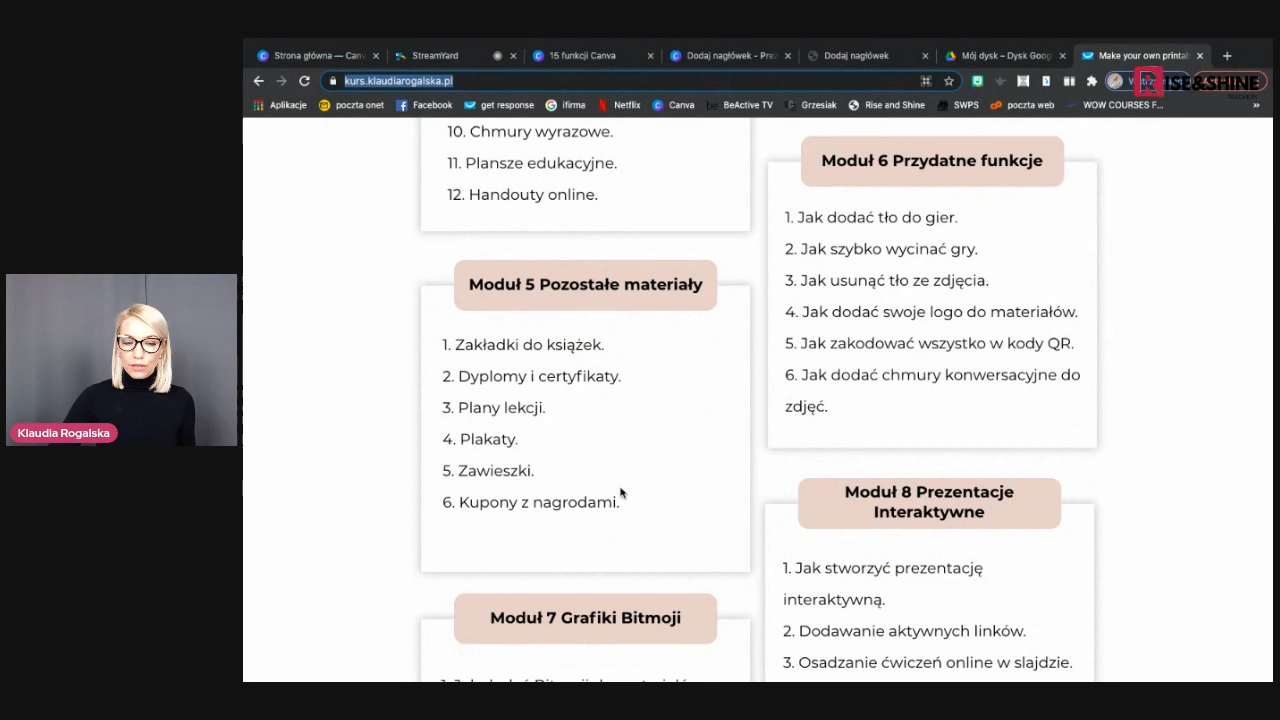 Strona główna — Can
StreamYard
15 funkcji Canva
Dodaj nagłówek - Prez
Dodaj nagłówek
Mój dysk – Dysk Goog
Make your own printab
kurs.klaudiarogalska.pl
RISE&SHINE
Aplikacje
poczta onet
Facebook
get response
ifirma
Netflix
Canva
BeActive TV
Grzesiak
Rise and Shine
SWPS
poczta web
WOW COURSES F...
10. Chmury wyrazowe.
11. Plansze edukacyjne.
12. Handouty online.
Moduł 5 Pozostałe materiały
1. Zakładki do książek.
2. Dyplomy i certyfikaty.
3. Plany lekcji.
4. Plakaty.
5. Zawieszki.
6. Kupony z nagrodami.
Moduł 7 Grafiki Bitmoji
Moduł 6 Przydatne funkcje
1. Jak dodać tło do gier.
2. Jak szybko wycinać gry.
3. Jak usunąć tło ze zdjęcia.
4. Jak dodać swoje logo do materiałów.
5. Jak zakodować wszystko w kody QR.
6. Jak dodać chmury konwersacyjne do
zdjęć.
Moduł 8 Prezentacje
Interaktywne
1. Jak stworzyć prezentację
interaktywną.
2. Dodawanie aktywnych linków.
3. Osadzanie ćwiczeń online w slajdzie.
Klaudia Rogalska